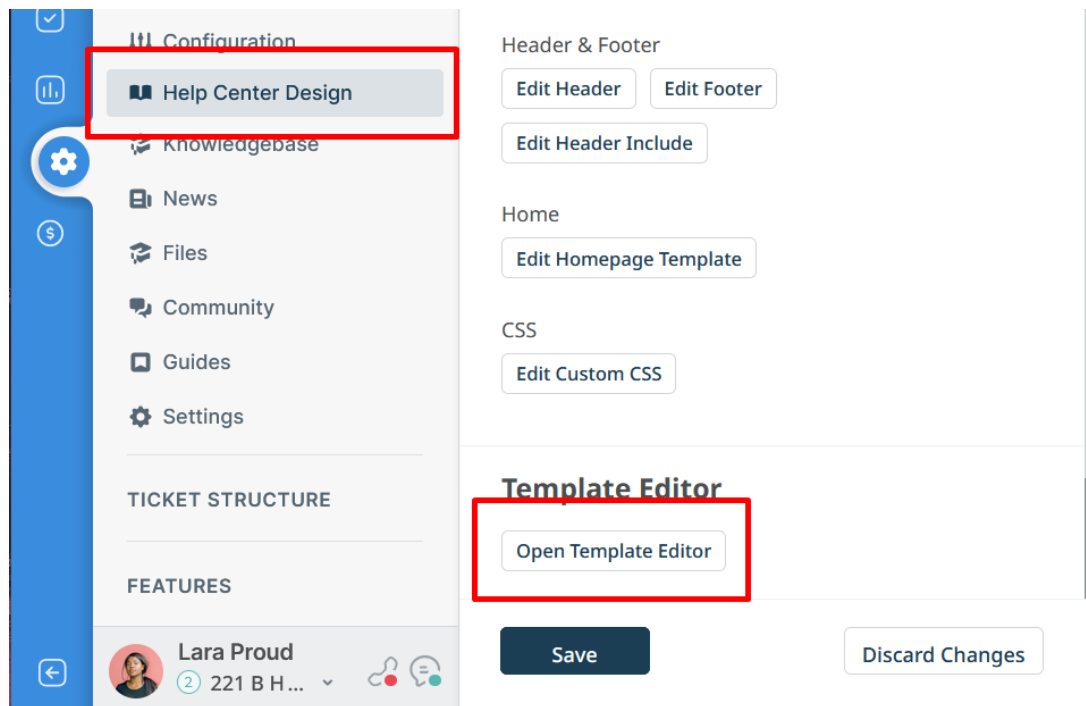 Configuration
Help Center Design
Knowledgebase
News
Files
Community
Guides
Settings
TICKET STRUCTURE
FEATURES
Lara Proud
2 221 B H ...
Header & Footer
Edit Header Edit Footer
Edit Header Include
Home
Edit Homepage Template
CSS
Edit Custom CSS
Template Editor
Open Template Editor
Save Discard Changes